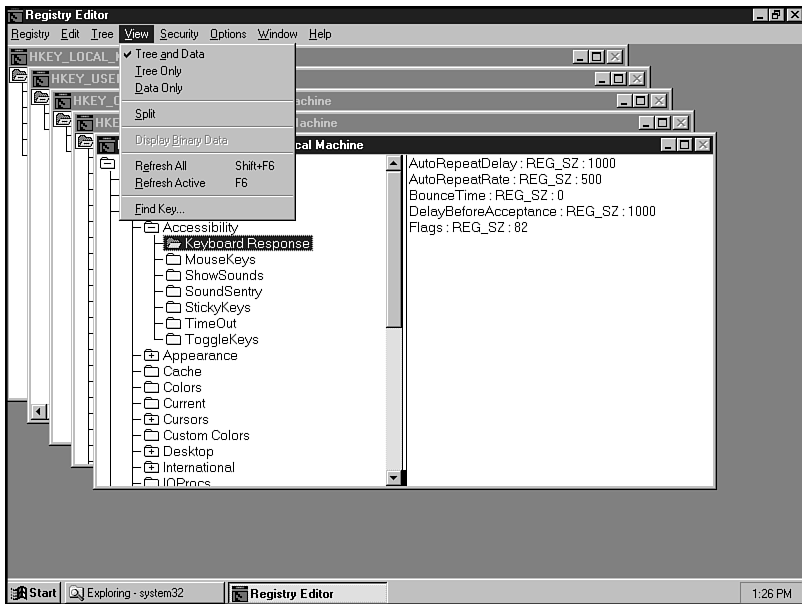 Registry Editor
Registry Edit Tree View Security Options Window Help
HKEY_LOCAL_
Tree and Data
Tree Only
Data Only
Split
Display Binary Data
Refresh All Shift+F6
Refresh Active F6
Find Key...
HKEY_USE
HKEY_C achine
HKE achine
cal Machine
Accessibility
Keyboard Response
MouseKeys
ShowSounds
SoundSentry
StickyKeys
TimeOut
ToggleKeys
Appearance
Cache
Colors
Current
Cursors
Custom Colors
Desktop
International
IOProcs
AutoRepeatDelay : REG_SZ : 1000
AutoRepeatRate : REG_SZ : 500
BounceTime : REG_SZ : 0
DelayBeforeAcceptance : REG_SZ : 1000
Flags : REG_SZ : 82
Start Exploring - system32 Registry Editor 1:26 PM